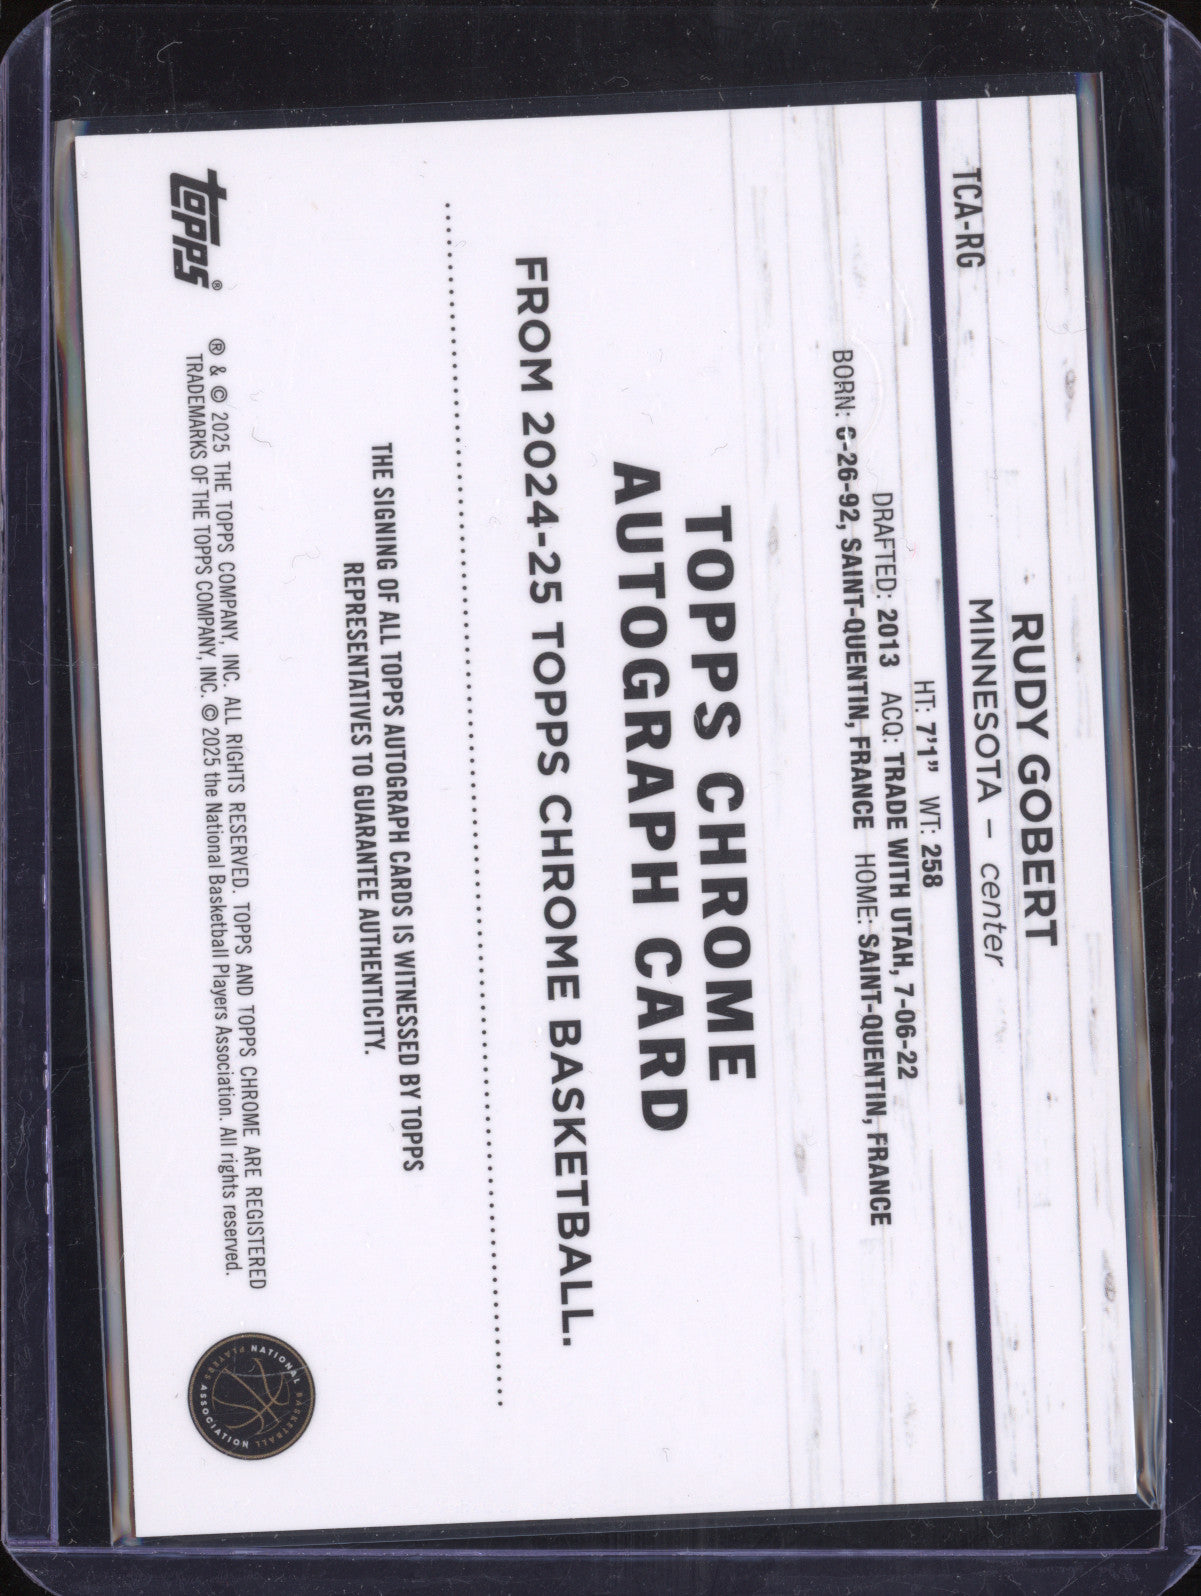 TCA-RG
RUDY GOBERT
MINNESOTA – center
HT: 7'1" WT: 258
DRAFTED: 2013 ACQ: TRADE WITH UTAH, 7-06-22
BORN: 6-26-92, SAINT-QUENTIN, FRANCE HOME: SAINT-QUENTIN, FRANCE
TOPPS CHROME
AUTOGRAPH CARD
FROM 2024-25 TOPPS CHROME BASKETBALL.
THE SIGNING OF ALL TOPPS AUTOGRAPH CARDS IS WITNESSED BY TOPPS
REPRESENTATIVES TO GUARANTEE AUTHENTICITY.
topps®
® & © 2025 THE TOPPS COMPANY, INC. ALL RIGHTS RESERVED. TOPPS AND TOPPS CHROME ARE REGISTERED
TRADEMARKS OF THE TOPPS COMPANY, INC. © 2025 the National Basketball Players Association. All rights reserved.
NATIONAL BASKETBALL PLAYERS ASSOCIATION